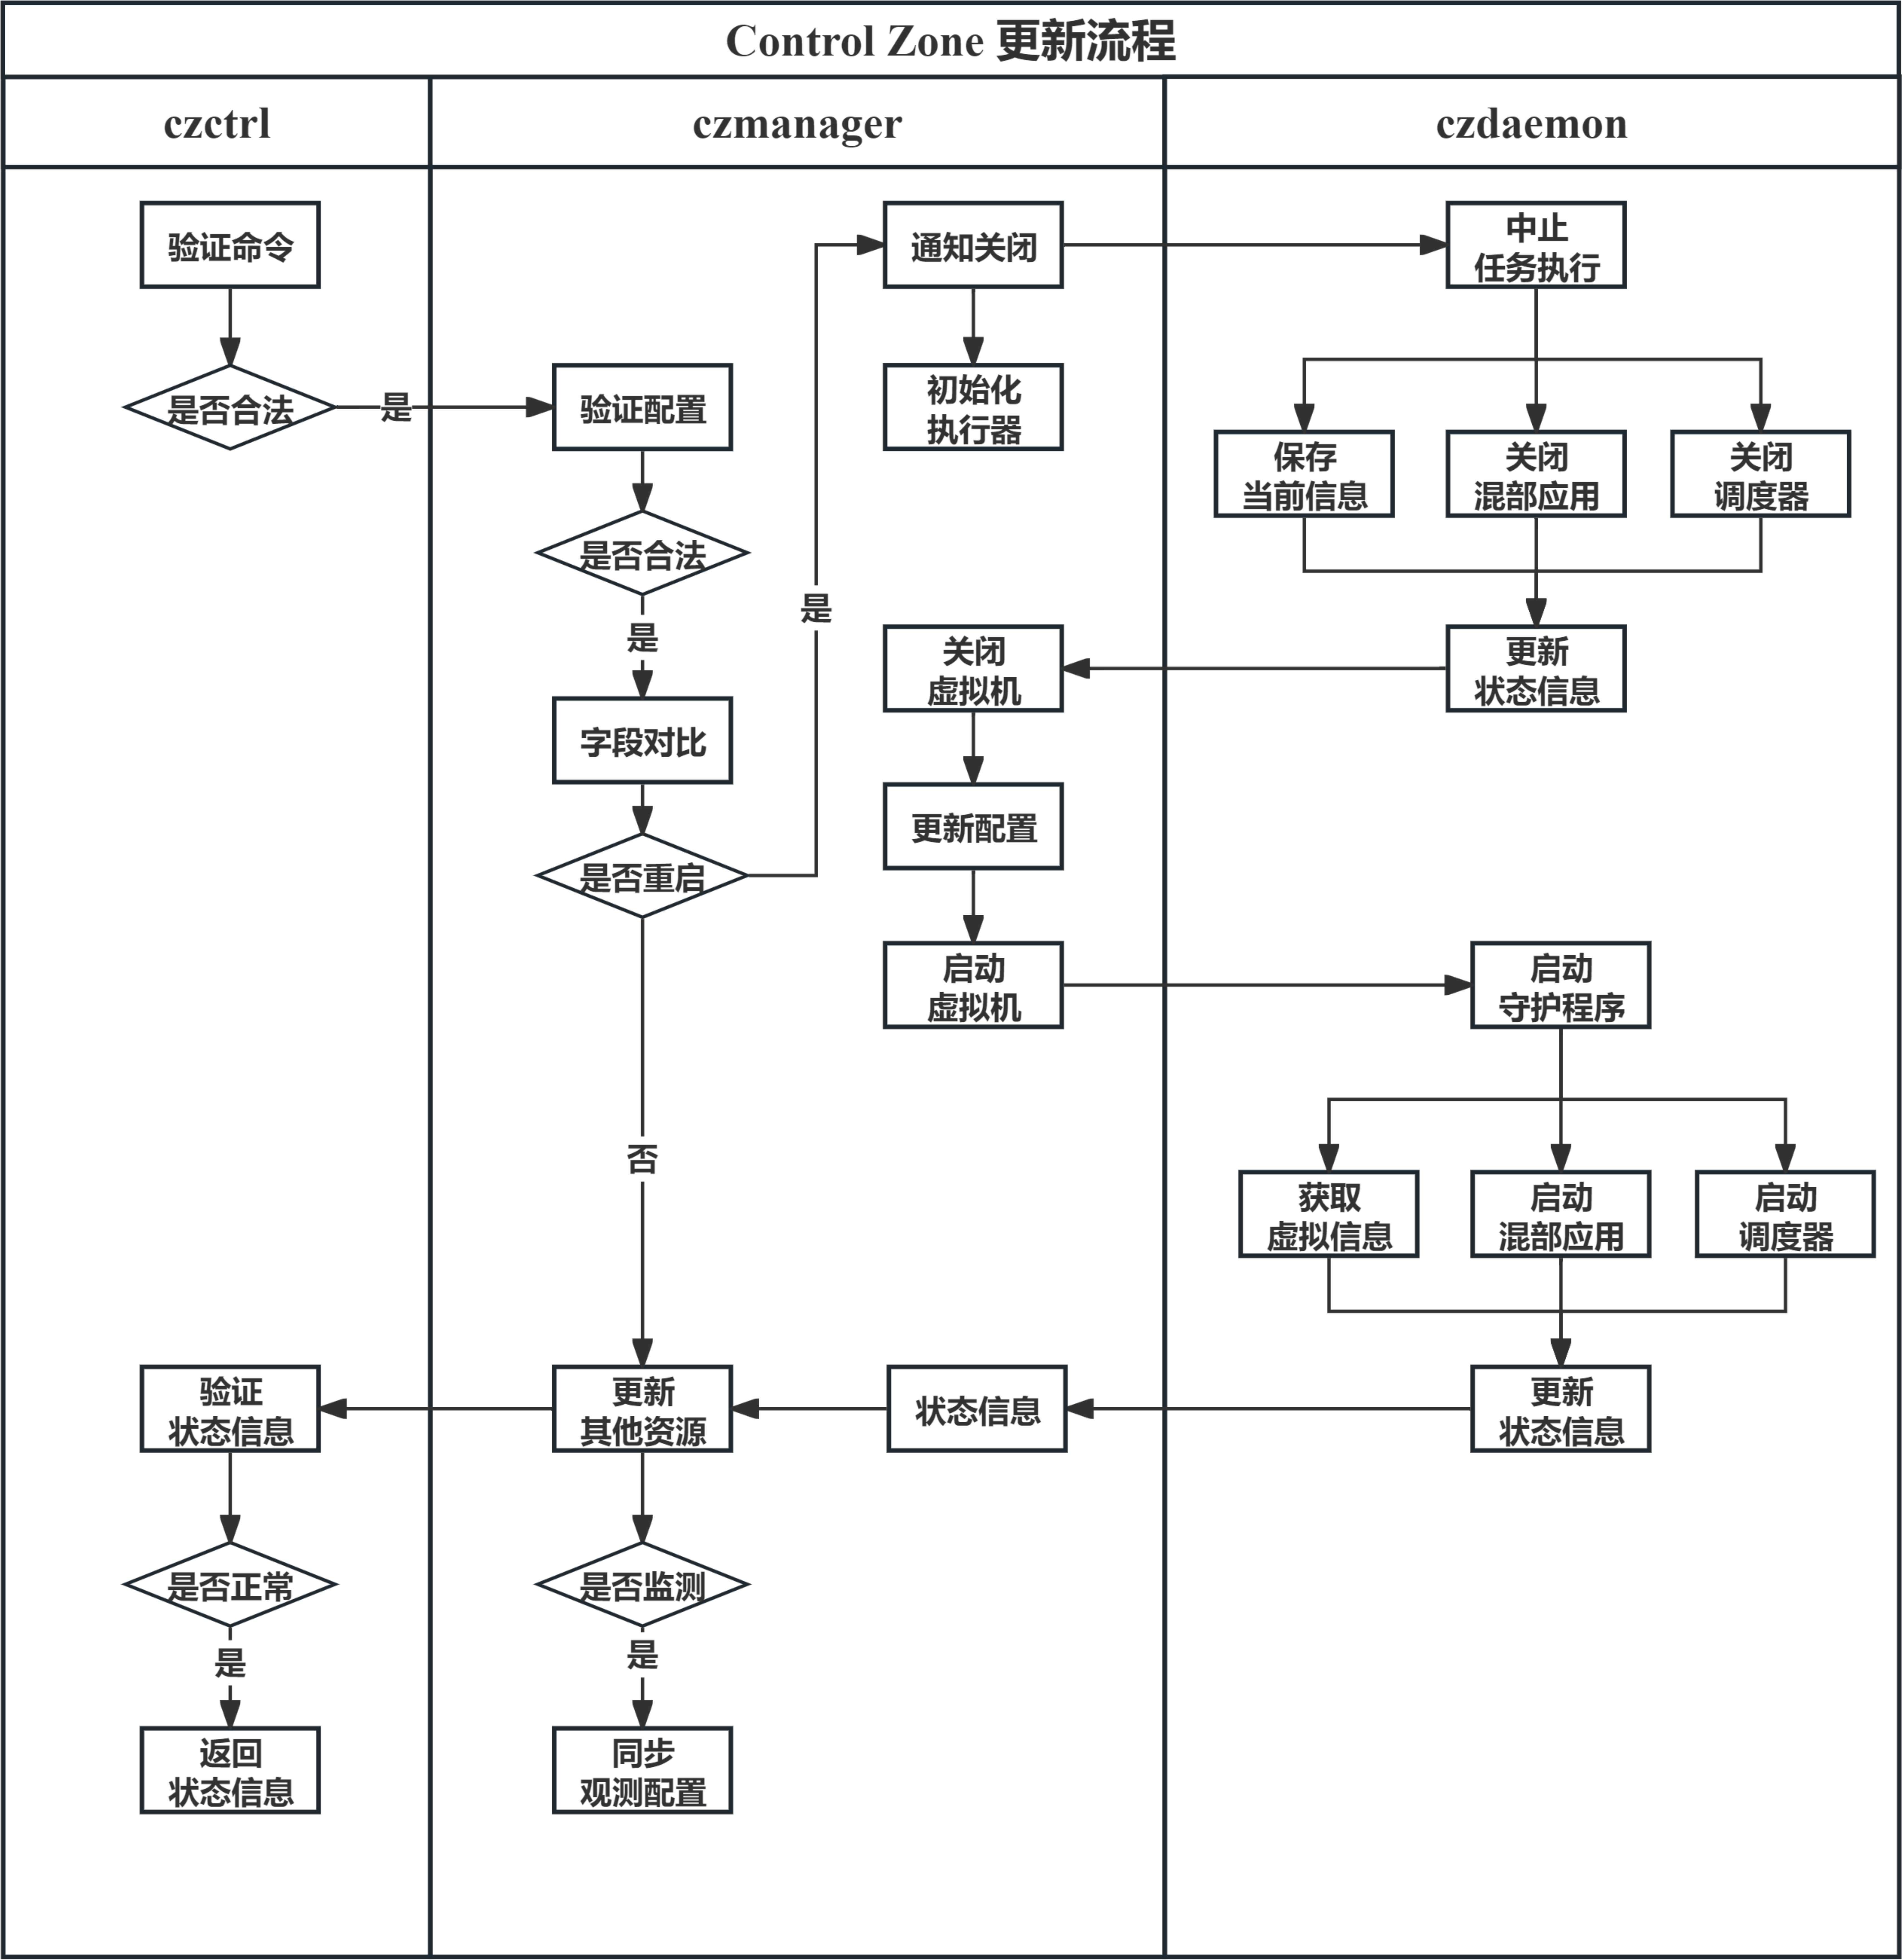 Control Zone 更新流程
czctrl
czmanager
czdaemon
验证命令
是否合法
是
验证配置
是否合法
是
字段对比
是否重启
是
否
通知关闭
初始化
执行器
中止
任务执行
保存
当前信息
关闭
混部应用
关闭
调度器
更新
状态信息
关闭
虚拟机
更新配置
启动
虚拟机
启动
守护程序
获取
虚拟信息
启动
混部应用
启动
调度器
更新
状态信息
状态信息
更新
其他资源
验证
状态信息
是否正常
是
返回
状态信息
是否监测
是
同步
观测配置